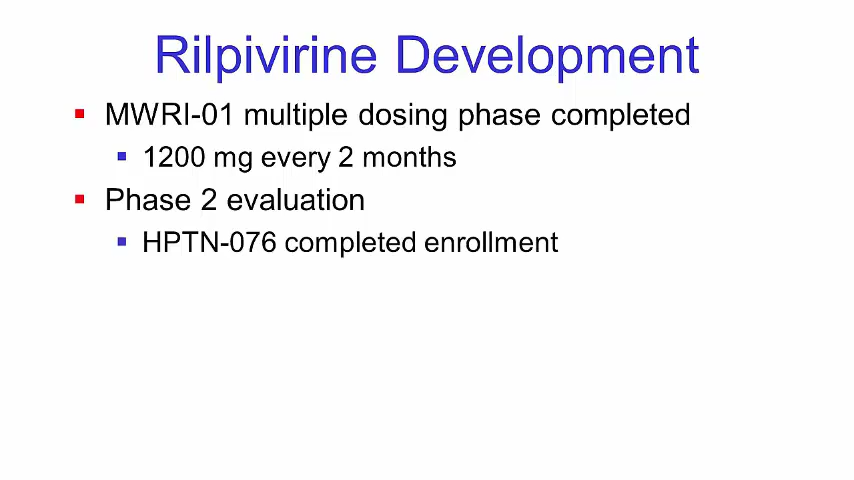 Rilpivirine Development
MWRI-01 multiple dosing phase completed
1200 mg every 2 months
Phase 2 evaluation
HPTN-076 completed enrollment